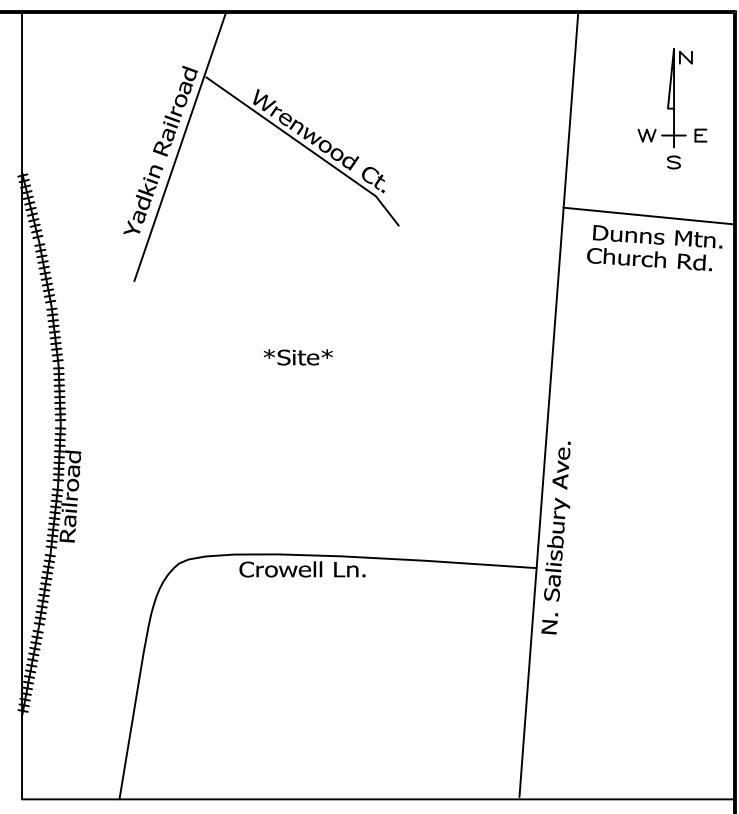 Yadkin Railroad
Wrenwood Ct.
N
W E
S
Dunns Mtn.
Church Rd.
*Site*
Railroad
N. Salisbury Ave.
Crowell Ln.